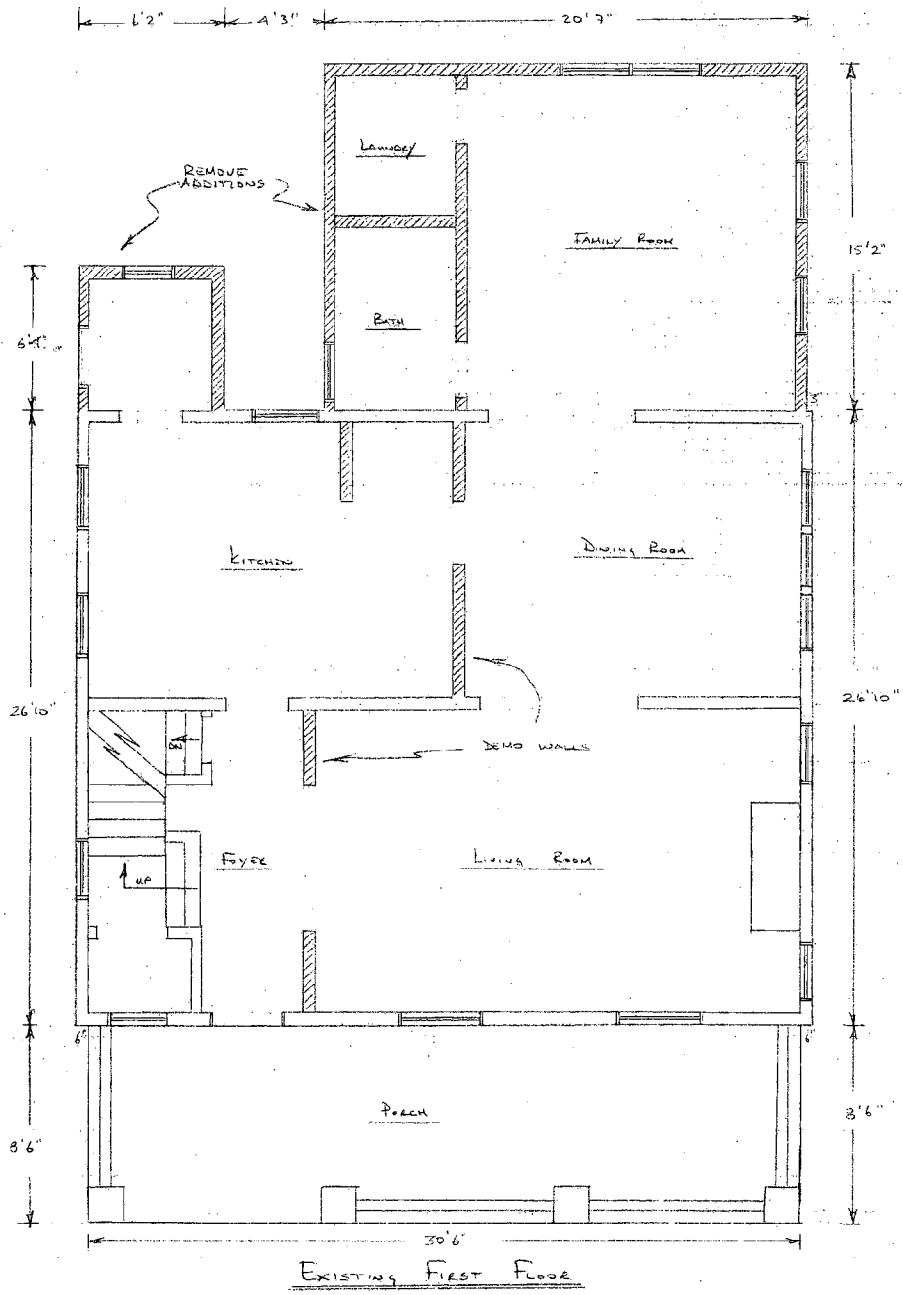 6'2"
4'3"
20'7"
LAUNDRY
REMOVE
ADDITIONS
FAMILY ROOM
15'2"
BATH
3"
KITCHEN
DINING ROOM
26'10"
26'10"
DN
DEMO WALLS
FOYER
LIVING ROOM
UP
6"
6"
PORCH
8'6"
8'6"
30'6"
EXISTING FIRST FLOOR